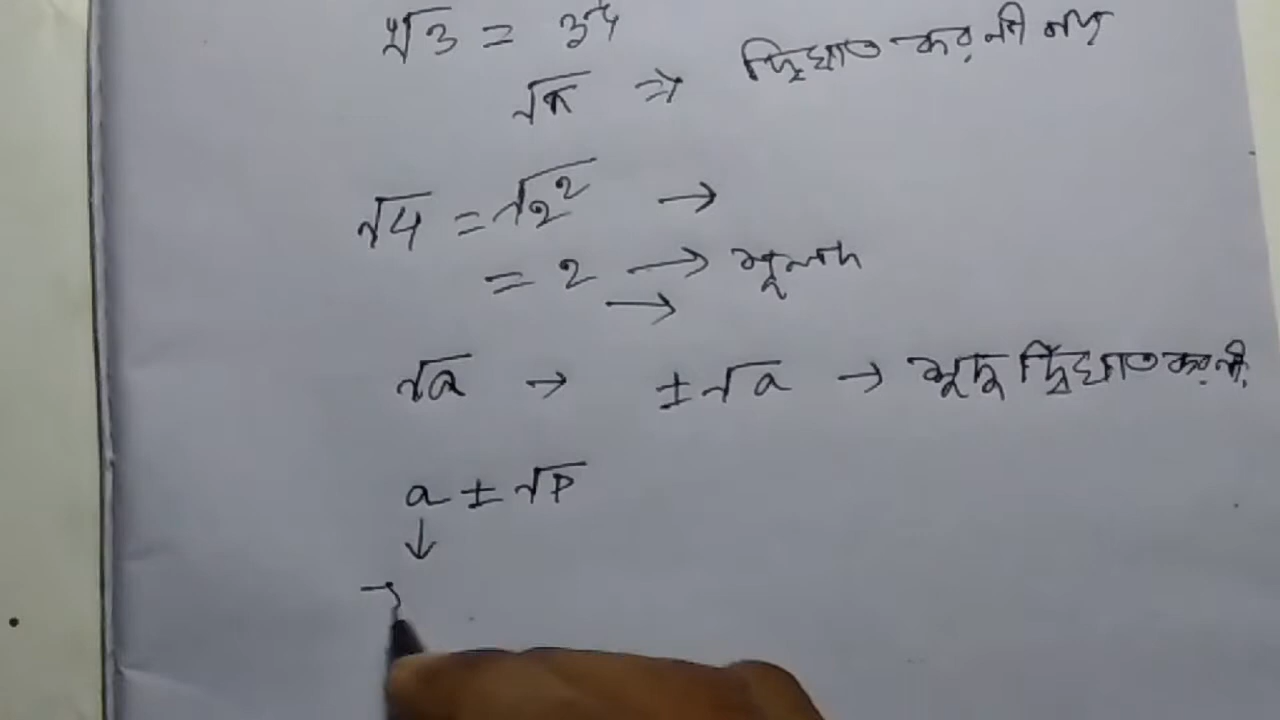 ∜3 = 3^¼
√π ⇒ দ্বিঘাত করণী নয়
√4 = √2² →
= 2 → মূলদ
→
√a → ±√a → শুদ্ধ দ্বিঘাত করণী
a ± √P
↓